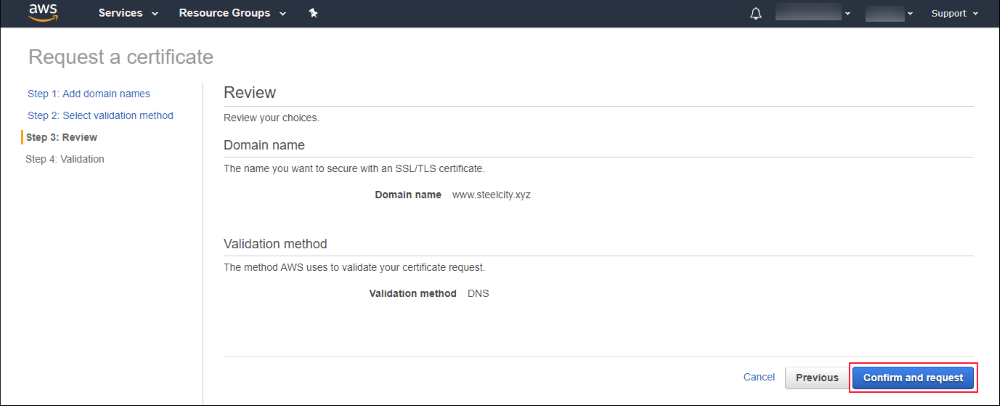 aws Services Resource Groups Support
Request a certificate
Step 1: Add domain names
Step 2: Select validation method
Step 3: Review
Step 4: Validation
Review
Review your choices.
Domain name
The name you want to secure with an SSL/TLS certificate.
Domain name www.steelcity.xyz
Validation method
The method AWS uses to validate your certificate request.
Validation method DNS
Cancel Previous Confirm and request